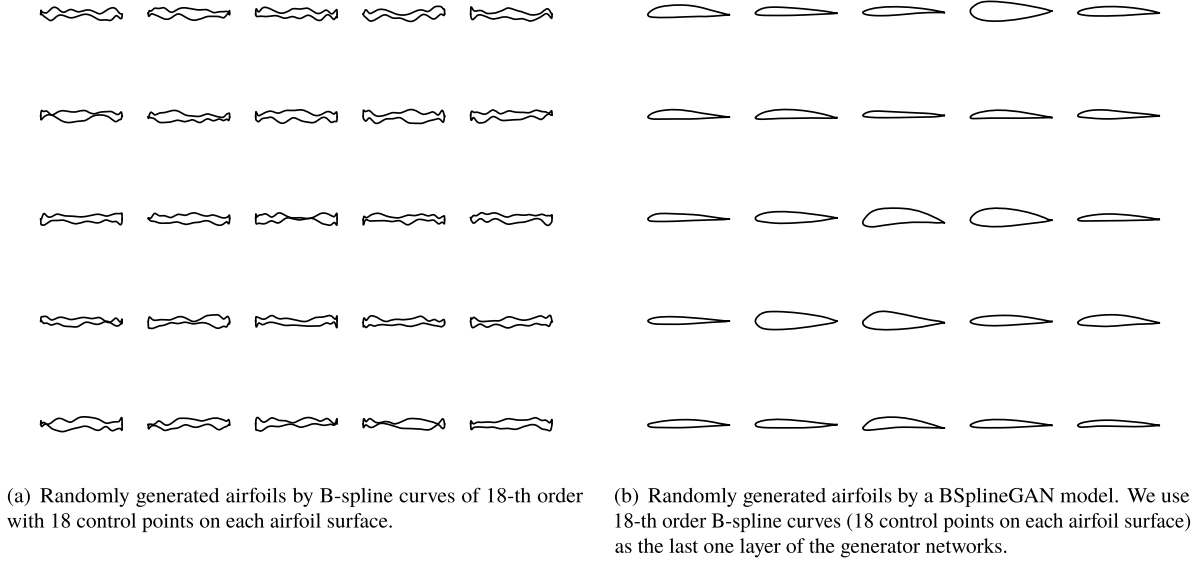 (a) Randomly generated airfoils by B-spline curves of 18-th order
with 18 control points on each airfoil surface.
(b) Randomly generated airfoils by a BSplineGAN model. We use
18-th order B-spline curves (18 control points on each airfoil surface)
as the last one layer of the generator networks.